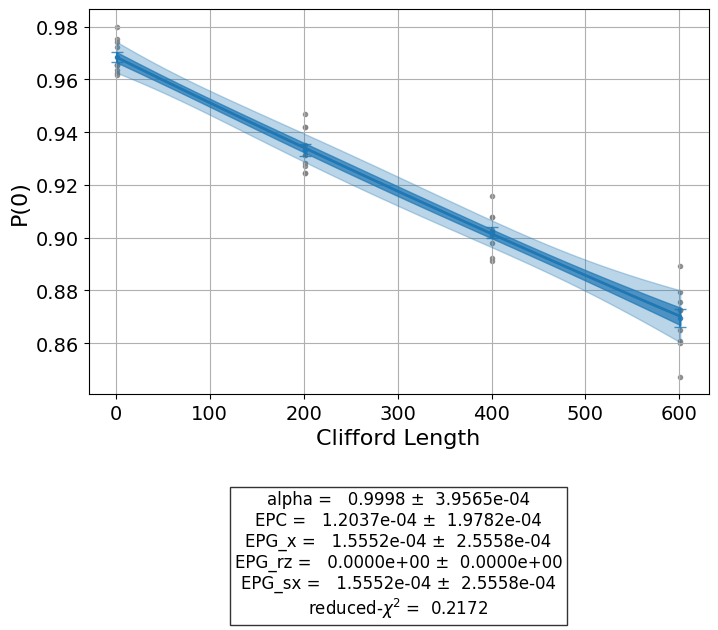 0.98
0.96
0.94
0.92
0.90
0.88
0.86
P(0)
0 100 200 300 400 500 600
Clifford Length
alpha = 0.9998 ± 3.9565e-04
EPC = 1.2037e-04 ± 1.9782e-04
EPG_x = 1.5552e-04 ± 2.5558e-04
EPG_rz = 0.0000e+00 ± 0.0000e+00
EPG_sx = 1.5552e-04 ± 2.5558e-04
reduced-χ² = 0.2172